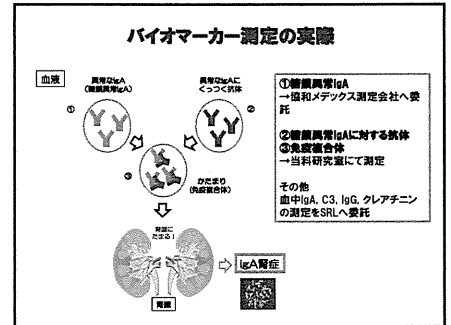 バイオマーカー測定の実際
血液
異常なIgA
(糖鎖異常IgA)
異常なIgAに
くっつく抗体
①
②
③
かたまり
(免疫複合体)
腎臓に
たまる!
腎臓
IgA腎症
①糖鎖異常IgA
→協和メデックス測定会社へ委
託
②糖鎖異常IgAに対する抗体
③免疫複合体
→当科研究室にて測定
その他
血中IgA, C3, IgG, クレアチニン
の測定をSRLへ委託